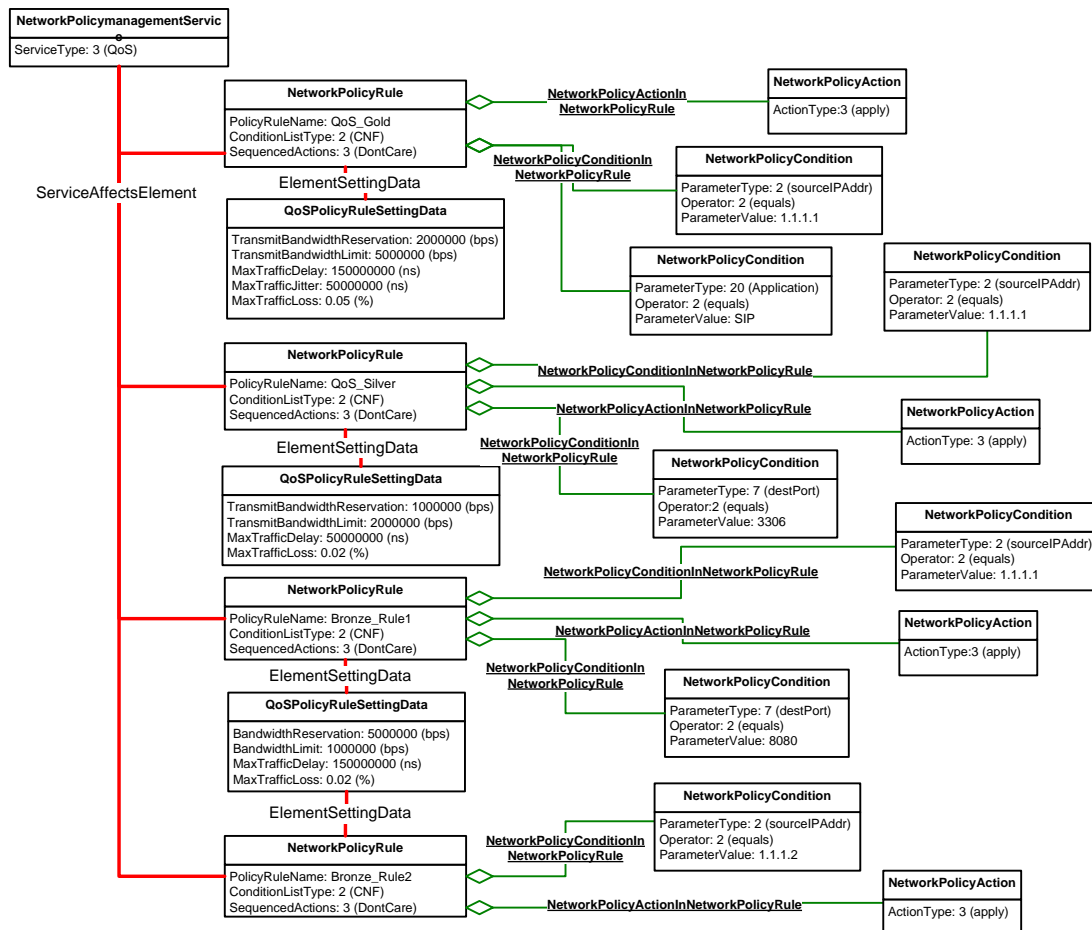 NetworkPolicymanagementServic
e
ServiceType: 3 (QoS)
NetworkPolicyRule
PolicyRuleName: QoS_Gold
ConditionListType: 2 (CNF)
SequencedActions: 3 (DontCare)
NetworkPolicyActionIn
NetworkPolicyRule
NetworkPolicyAction
ActionType:3 (apply)
NetworkPolicyConditionIn
NetworkPolicyRule
NetworkPolicyCondition
ParameterType: 2 (sourceIPAddr)
Operator: 2 (equals)
ParameterValue: 1.1.1.1
ServiceAffectsElement
ElementSettingData
QoSPolicyRuleSettingData
TransmitBandwidthReservation: 2000000 (bps)
TransmitBandwidthLimit: 5000000 (bps)
MaxTrafficDelay: 150000000 (ns)
MaxTrafficJitter: 50000000 (ns)
MaxTrafficLoss: 0.05 (%)
NetworkPolicyCondition
ParameterType: 20 (Application)
Operator: 2 (equals)
ParameterValue: SIP
NetworkPolicyCondition
ParameterType: 2 (sourceIPAddr)
Operator: 2 (equals)
ParameterValue: 1.1.1.1
NetworkPolicyRule
PolicyRuleName: QoS_Silver
ConditionListType: 2 (CNF)
SequencedActions: 3 (DontCare)
NetworkPolicyConditionInNetworkPolicyRule
NetworkPolicyActionInNetworkPolicyRule
NetworkPolicyAction
ActionType: 3 (apply)
NetworkPolicyConditionIn
NetworkPolicyRule
NetworkPolicyCondition
ParameterType: 7 (destPort)
Operator:2 (equals)
ParameterValue: 3306
ElementSettingData
QoSPolicyRuleSettingData
TransmitBandwidthReservation: 1000000 (bps)
TransmitBandwidthLimit: 2000000 (bps)
MaxTrafficDelay: 50000000 (ns)
MaxTrafficLoss: 0.02 (%)
NetworkPolicyCondition
ParameterType: 2 (sourceIPAddr)
Operator: 2 (equals)
ParameterValue: 1.1.1.1
NetworkPolicyConditionInNetworkPolicyRule
NetworkPolicyRule
PolicyRuleName: Bronze_Rule1
ConditionListType: 2 (CNF)
SequencedActions: 3 (DontCare)
NetworkPolicyActionInNetworkPolicyRule
NetworkPolicyAction
ActionType:3 (apply)
NetworkPolicyConditionIn
NetworkPolicyRule
NetworkPolicyCondition
ParameterType: 7 (destPort)
Operator: 2 (equals)
ParameterValue: 8080
ElementSettingData
QoSPolicyRuleSettingData
BandwidthReservation: 5000000 (bps)
BandwidthLimit: 1000000 (bps)
MaxTrafficDelay: 150000000 (ns)
MaxTrafficLoss: 0.02 (%)
ElementSettingData
NetworkPolicyRule
PolicyRuleName: Bronze_Rule2
ConditionListType: 2 (CNF)
SequencedActions: 3 (DontCare)
NetworkPolicyConditionIn
NetworkPolicyRule
NetworkPolicyCondition
ParameterType: 2 (sourceIPAddr)
Operator: 2 (equals)
ParameterValue: 1.1.1.2
NetworkPolicyActionInNetworkPolicyRule
NetworkPolicyAction
ActionType: 3 (apply)